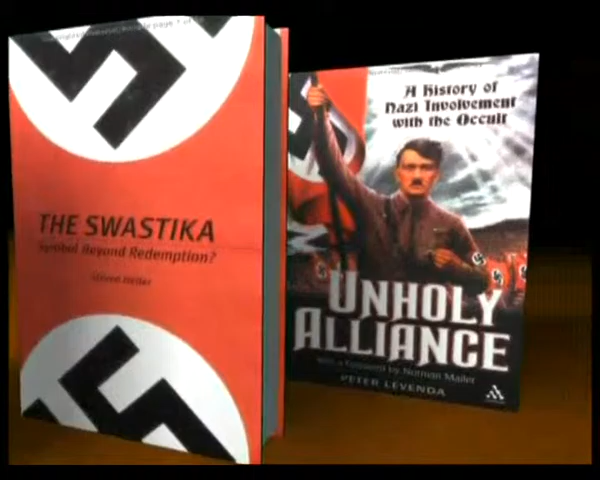 THE SWASTIKA
Symbol Beyond Redemption?
Steven Heller
A History of
Nazi Involvement
with the Occult
UNHOLY
ALLIANCE
With a Foreword by Norman Mailer
PETER LEVENDA